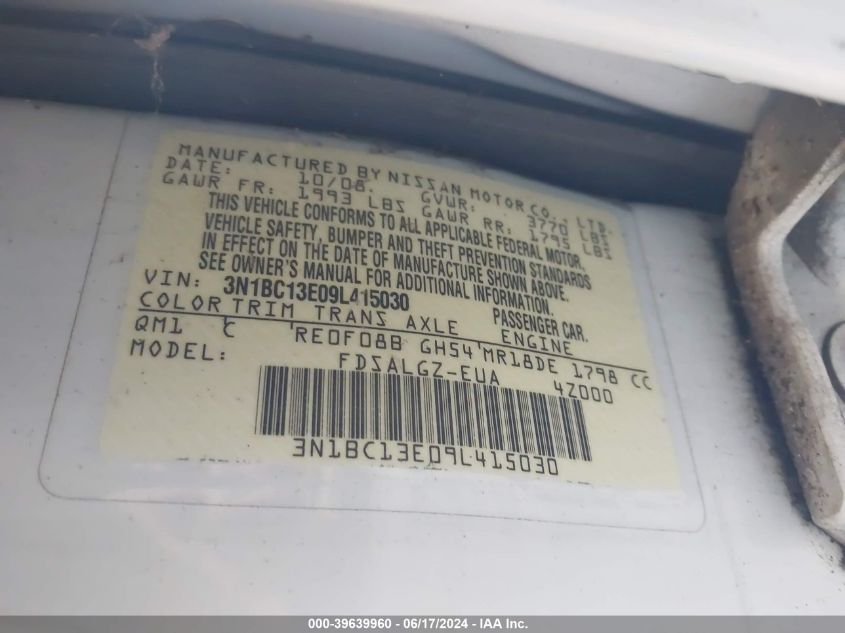 MANUFACTURED BY NISSAN MOTOR CO., LTD.
DATE: 10/08. GVWR: 3770 LBS
GAWR FR: 1993 LBS GAWR RR: 1795 LBS
THIS VEHICLE CONFORMS TO ALL APPLICABLE FEDERAL MOTOR
VEHICLE SAFETY, BUMPER AND THEFT PREVENTION STANDARDS
IN EFFECT ON THE DATE OF MANUFACTURE SHOWN ABOVE.
SEE OWNER'S MANUAL FOR ADDITIONAL INFORMATION.
VIN: 3N1BC13E09L415030 PASSENGER CAR.
COLOR TRIM TRANS AXLE ENGINE
QM1 C RE0F08B GH54 MR18DE 1798 CC
MODEL: FDSALGZ-EUA 4Z000
3N1BC13E09L415030
000-39639960 - 06/17/2024 - IAA Inc.